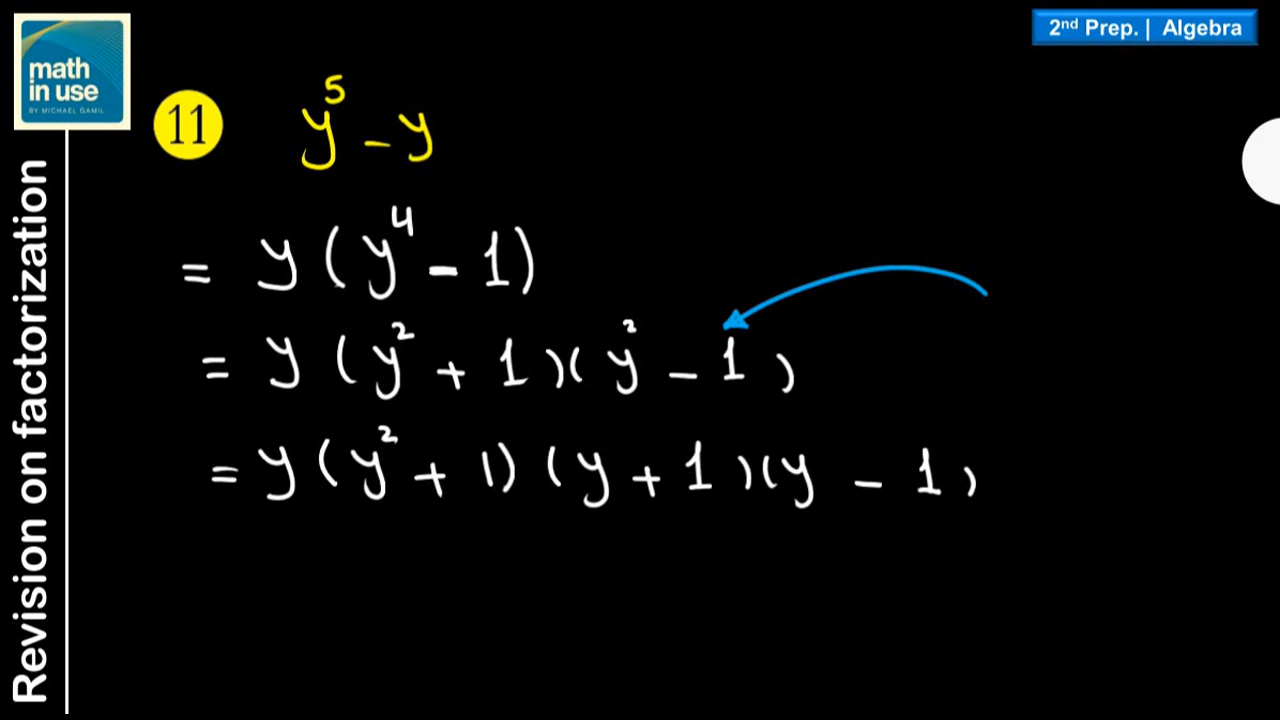 math
in use
BY MICHAEL GAMIL
2nd Prep. | Algebra
Revision on factorization
11 y⁵ - y
= y ( y⁴ - 1 )
= y ( y² + 1 ) ( y² - 1 )
= y ( y² + 1 ) ( y + 1 ) ( y - 1 )